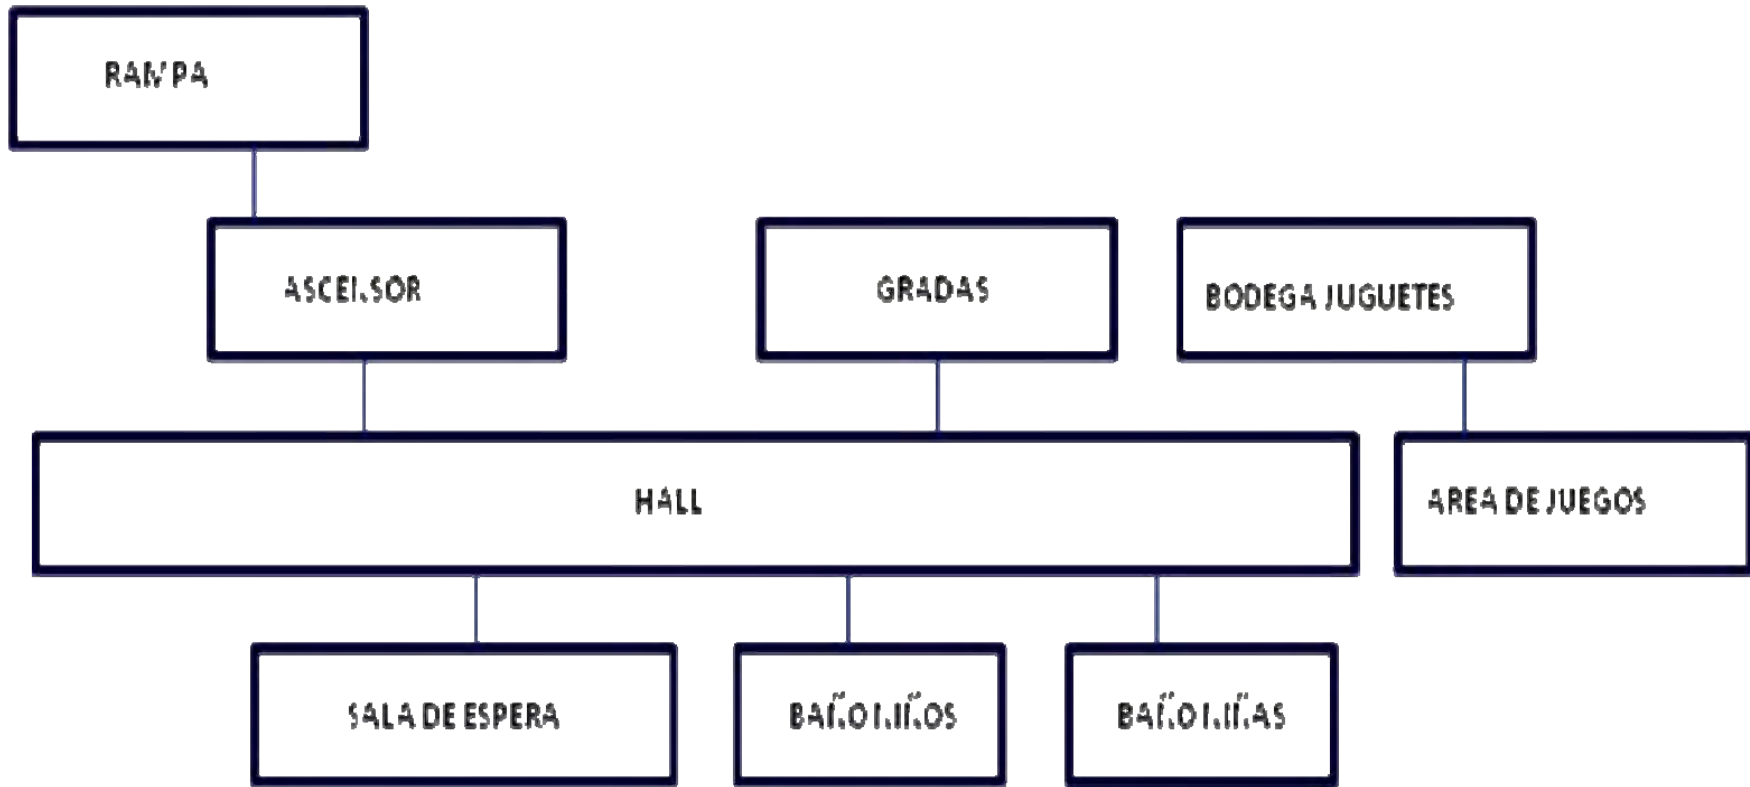 RAMPA
ASCENSOR
GRADAS
BODEGA JUGUETES
HALL
AREA DE JUEGOS
SALA DE ESPERA
BAÑO NIÑOS
BAÑO NIÑAS